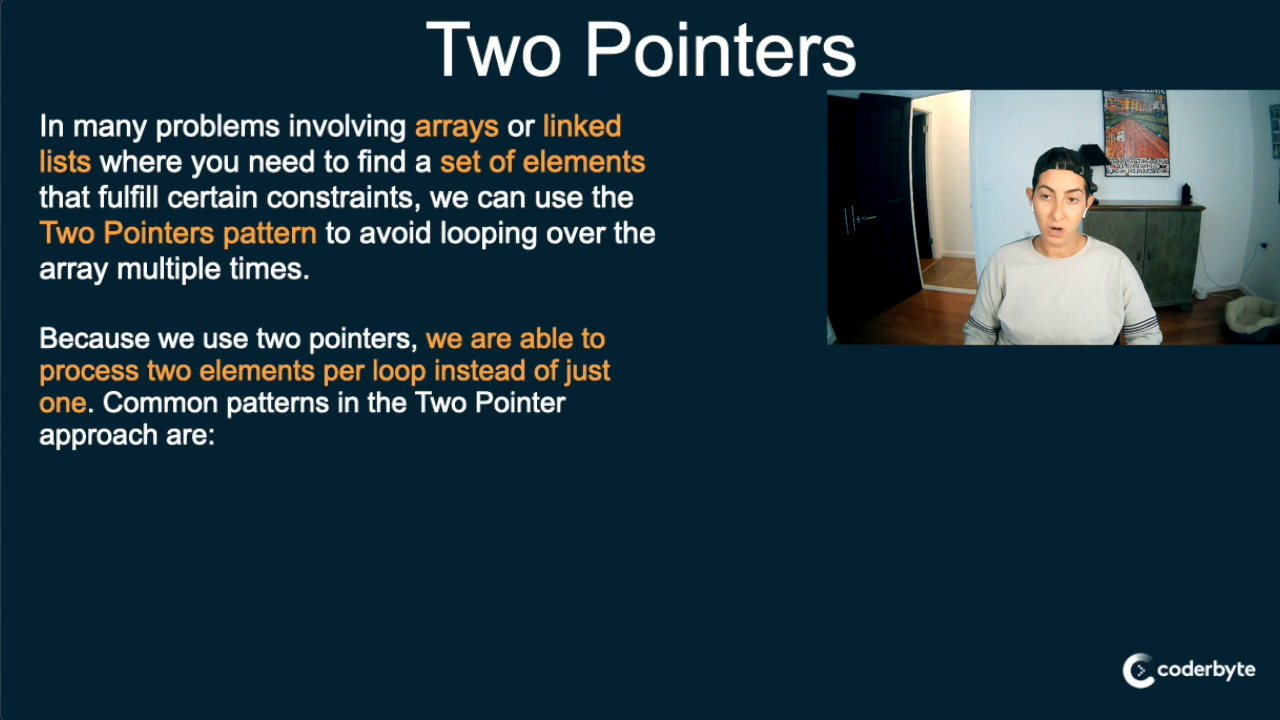 Two Pointers
In many problems involving arrays or linked
lists where you need to find a set of elements
that fulfill certain constraints, we can use the
Two Pointers pattern to avoid looping over the
array multiple times.
Because we use two pointers, we are able to
process two elements per loop instead of just
one. Common patterns in the Two Pointer
approach are:
coderbyte